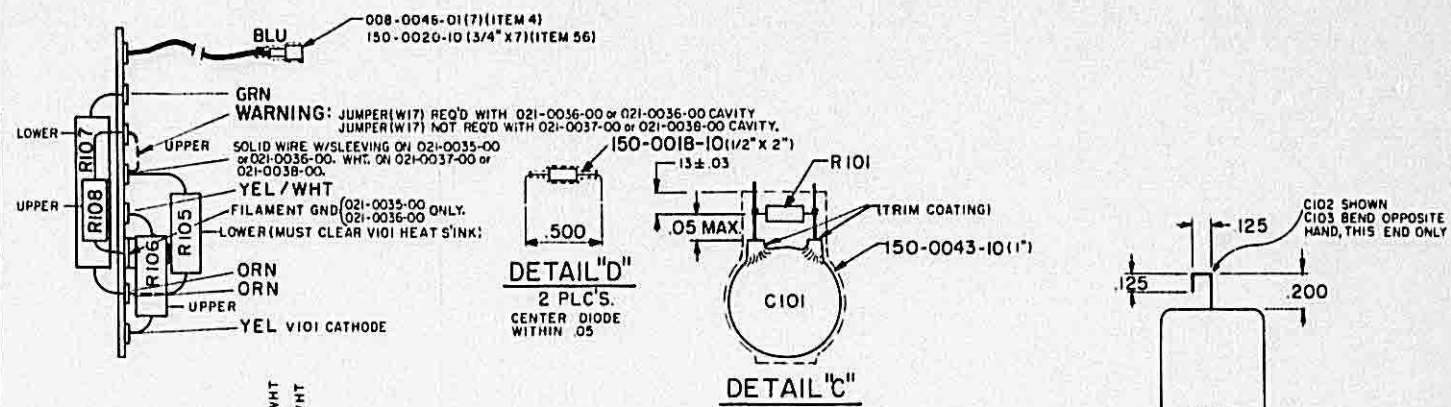 008-0046-01(7)(ITEM 4)
150-0020-10 (3/4" X7)(ITEM 56)
BLU
GRN
WARNING: JUMPER(W17) REQ'D WITH 021-0036-00 or 021-0036-00 CAVITY
JUMPER(W17) NOT REQ'D WITH 021-0037-00 or 021-0038-00 CAVITY.
LOWER
R107
UPPER
SOLID WIRE W/SLEEVING ON 021-0035-00
or 021-0036-00. WHT. ON 021-0037-00 or
021-0038-00.
YEL / WHT
UPPER
R108
R105
R106
FILAMENT GND (021-0035-00
021-0036-00 ONLY.
LOWER (MUST CLEAR V101 HEAT S'INK)
ORN
ORN
UPPER
YEL V101 CATHODE
150-0018-10(1/2" X 2")
.500
DETAIL "D"
2 PLC'S.
CENTER DIODE
WITHIN .05
13±.03
R101
.05 MAX.
(TRIM COATING)
150-0043-10(1")
C101
DETAIL "C"
C102 SHOWN
C103 BEND OPPOSITE
HAND, THIS END ONLY
.125
.125
.200
WHT
WHT